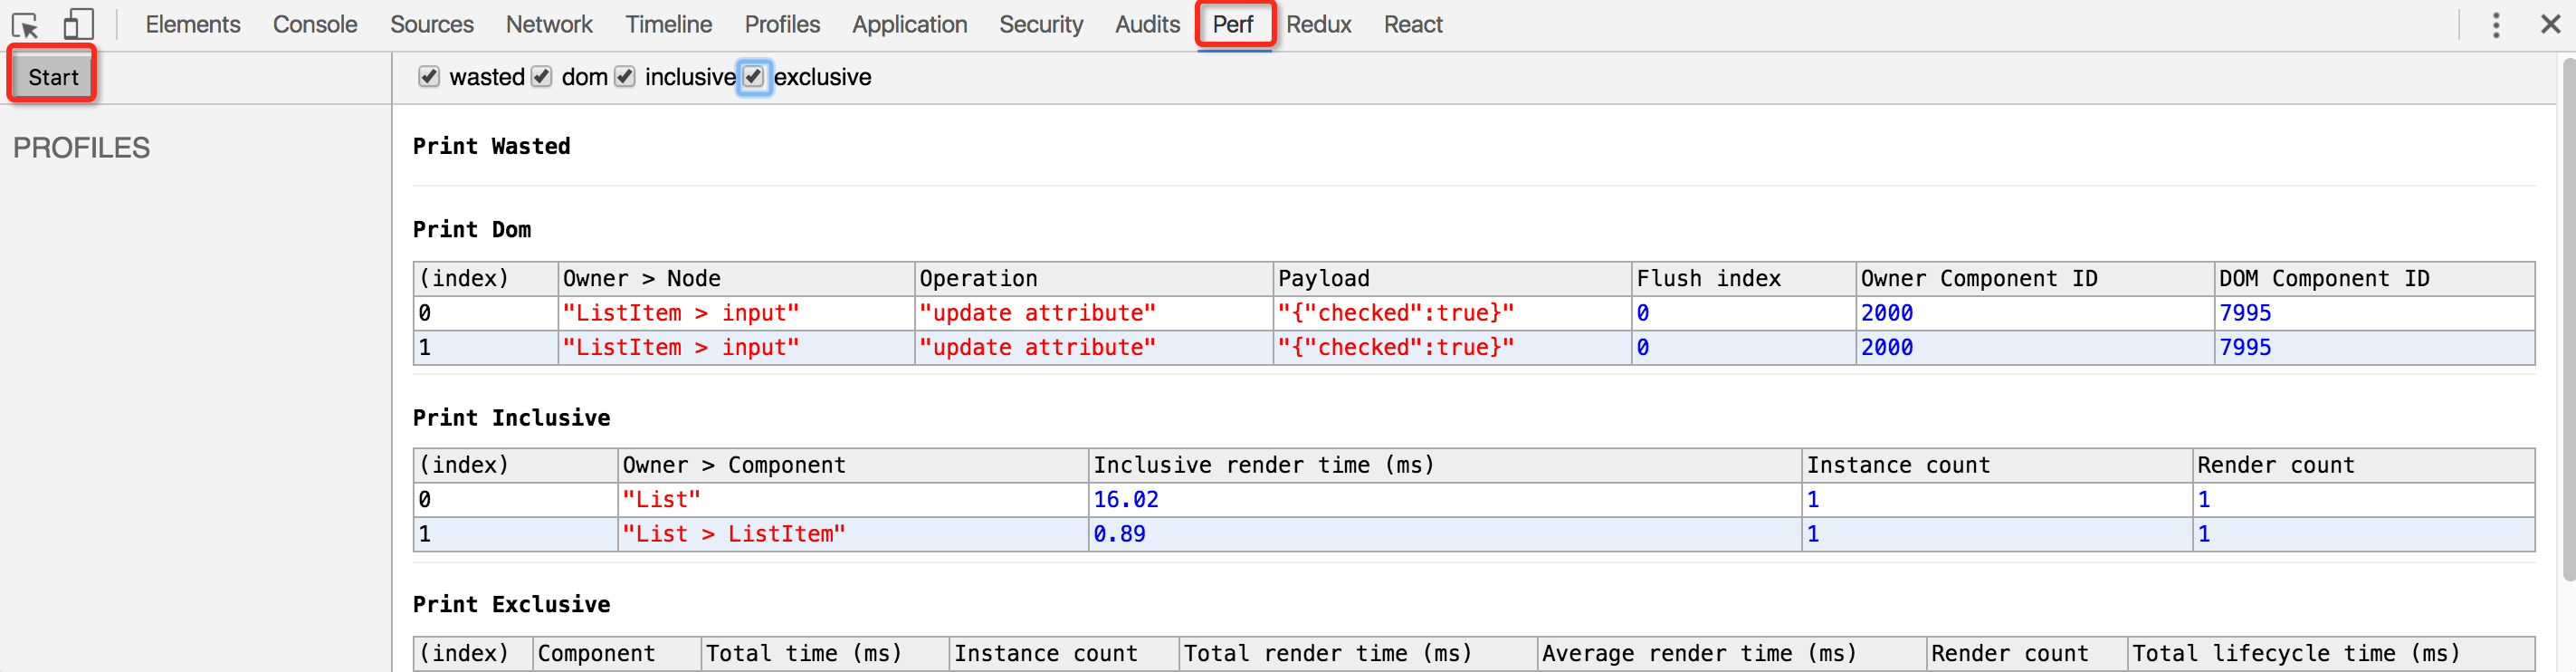 Elements Console Sources Network Timeline Profiles Application Security Audits Perf Redux React
Start
wasted dom inclusive exclusive
PROFILES
Print Wasted
Print Dom
(index) Owner > Node Operation Payload Flush index Owner Component ID DOM Component ID
0 "ListItem > input" "update attribute" "{"checked":true}" 0 2000 7995
1 "ListItem > input" "update attribute" "{"checked":true}" 0 2000 7995
Print Inclusive
(index) Owner > Component Inclusive render time (ms) Instance count Render count
0 "List" 16.02 1 1
1 "List > ListItem" 0.89 1 1
Print Exclusive
(index) Component Total time (ms) Instance count Total render time (ms) Average render time (ms) Render count Total lifecycle time (ms)